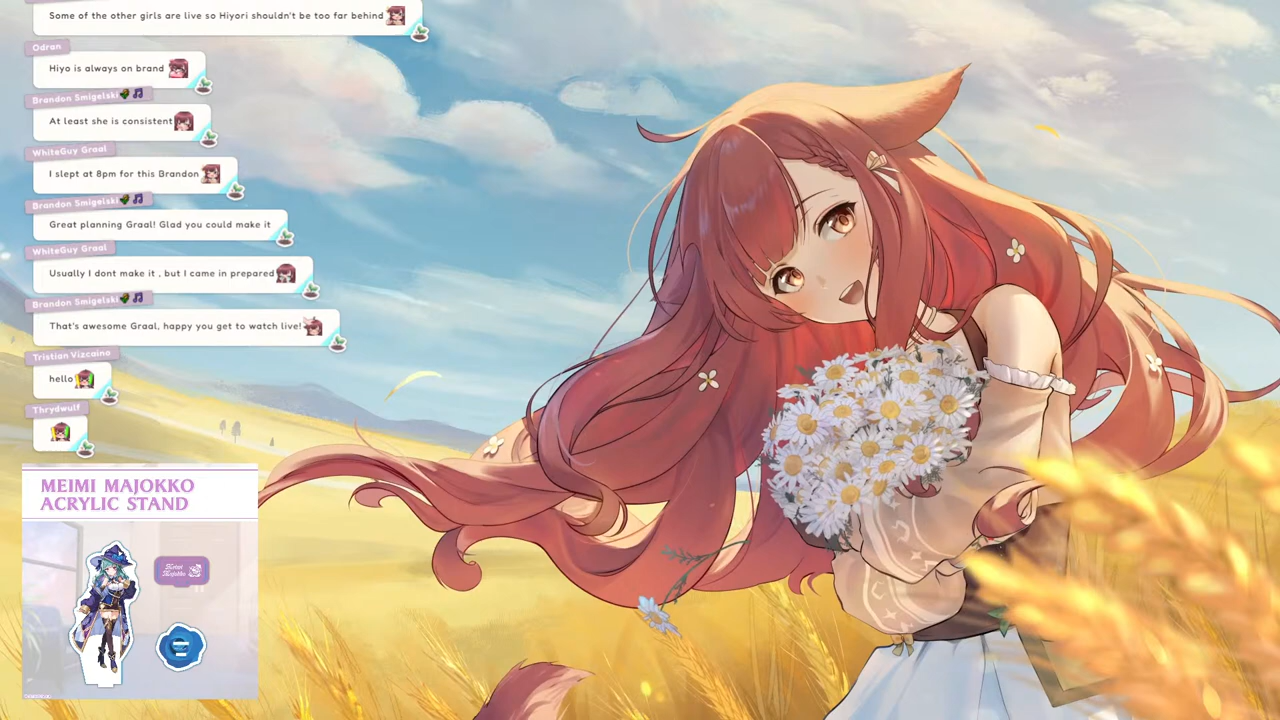 Some of the other girls are live so Hiyori shouldn't be too far behind
Odran
Hiyo is always on brand
Brandon Smigelski
At least she is consistent
WhiteGuy Graal
I slept at 8pm for this Brandon
Brandon Smigelski
Great planning Graal! Glad you could make it
WhiteGuy Graal
Usually I dont make it , but I came in prepared
Brandon Smigelski
That's awesome Graal, happy you get to watch live!
Tristian Vizcaino
hello
Thrydwulf
MEIMI MAJOKKO
ACRYLIC STAND
Majokko